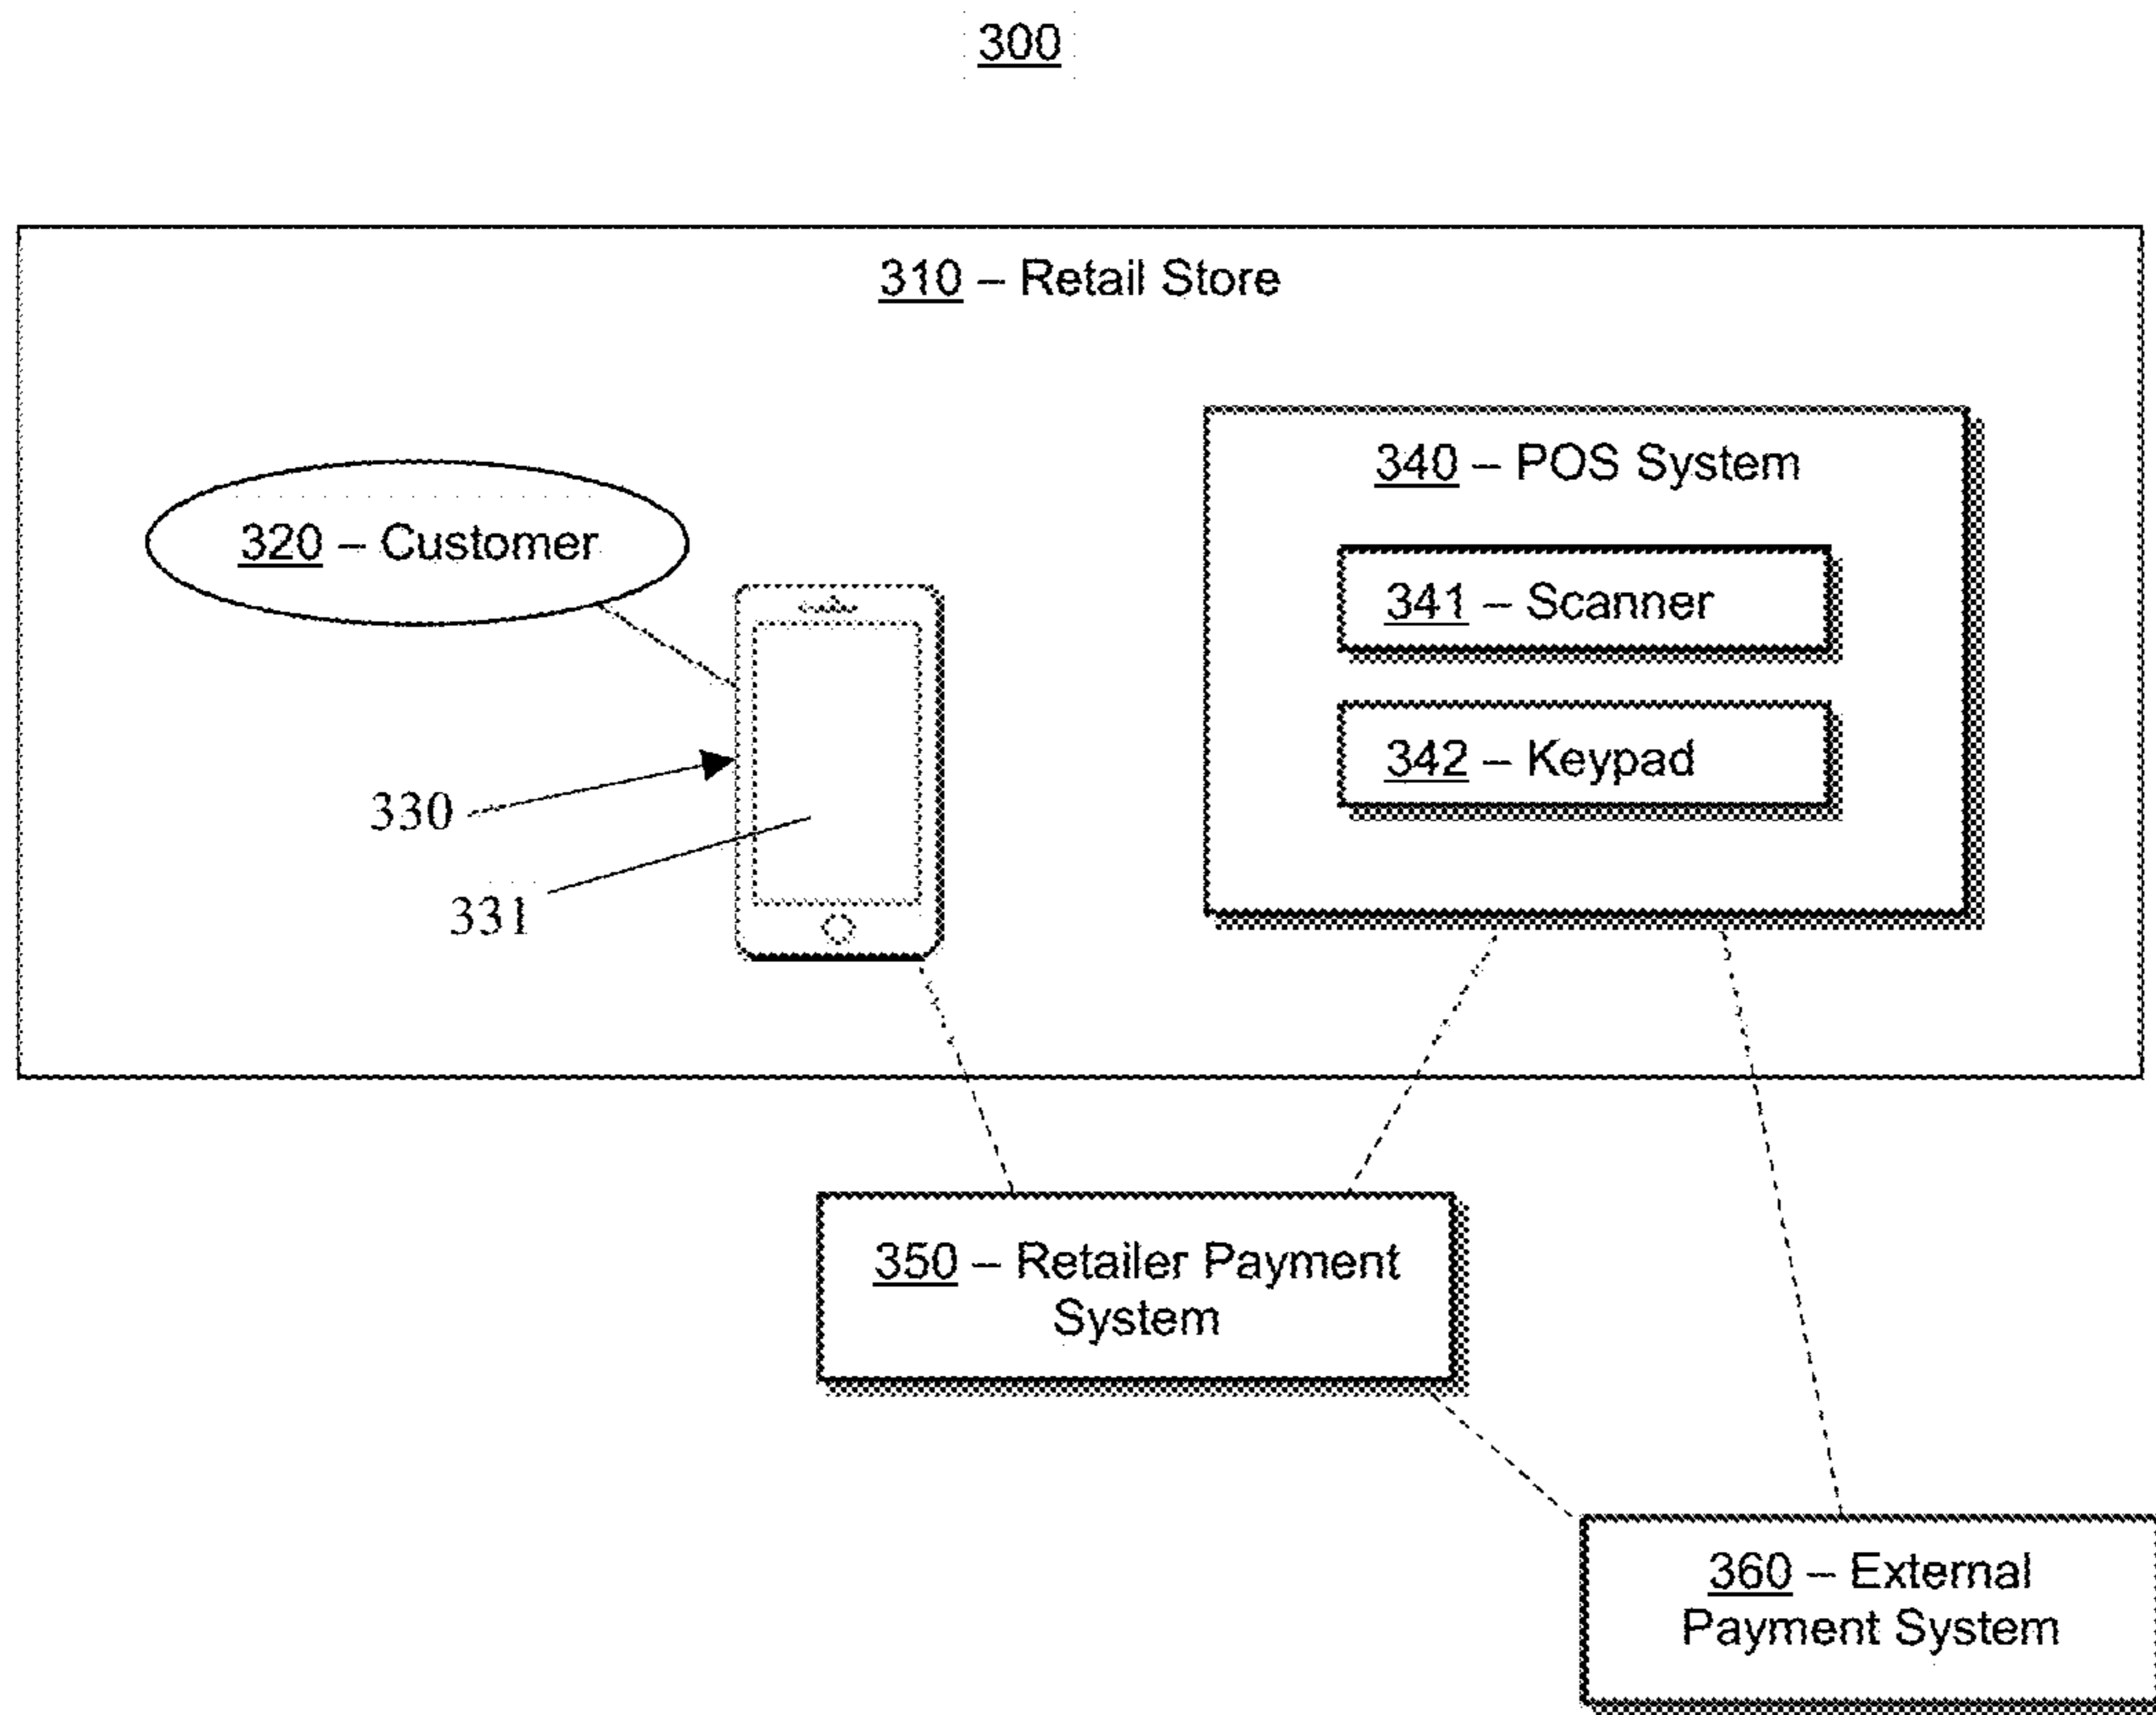 300
310 – Retail Store
320 – Customer
340 – POS System
341 – Scanner
342 – Keypad
330
331
350 – Retailer Payment
System
360 – External
Payment System